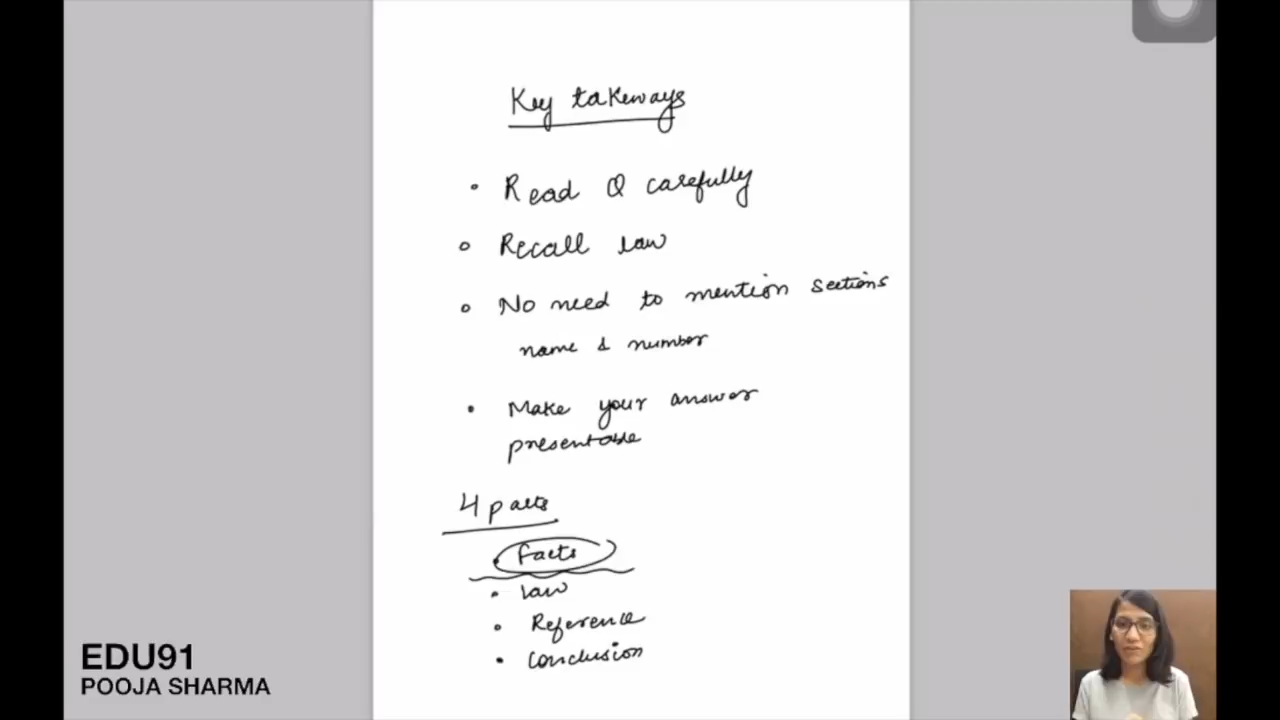 Key takeways
• Read Q carefully
• Recall law
• No need to mention sections
name & number
• Make your answer
presentable
4 parts
• Facts
• Law
• Reference
• Conclusion
EDU91
POOJA SHARMA